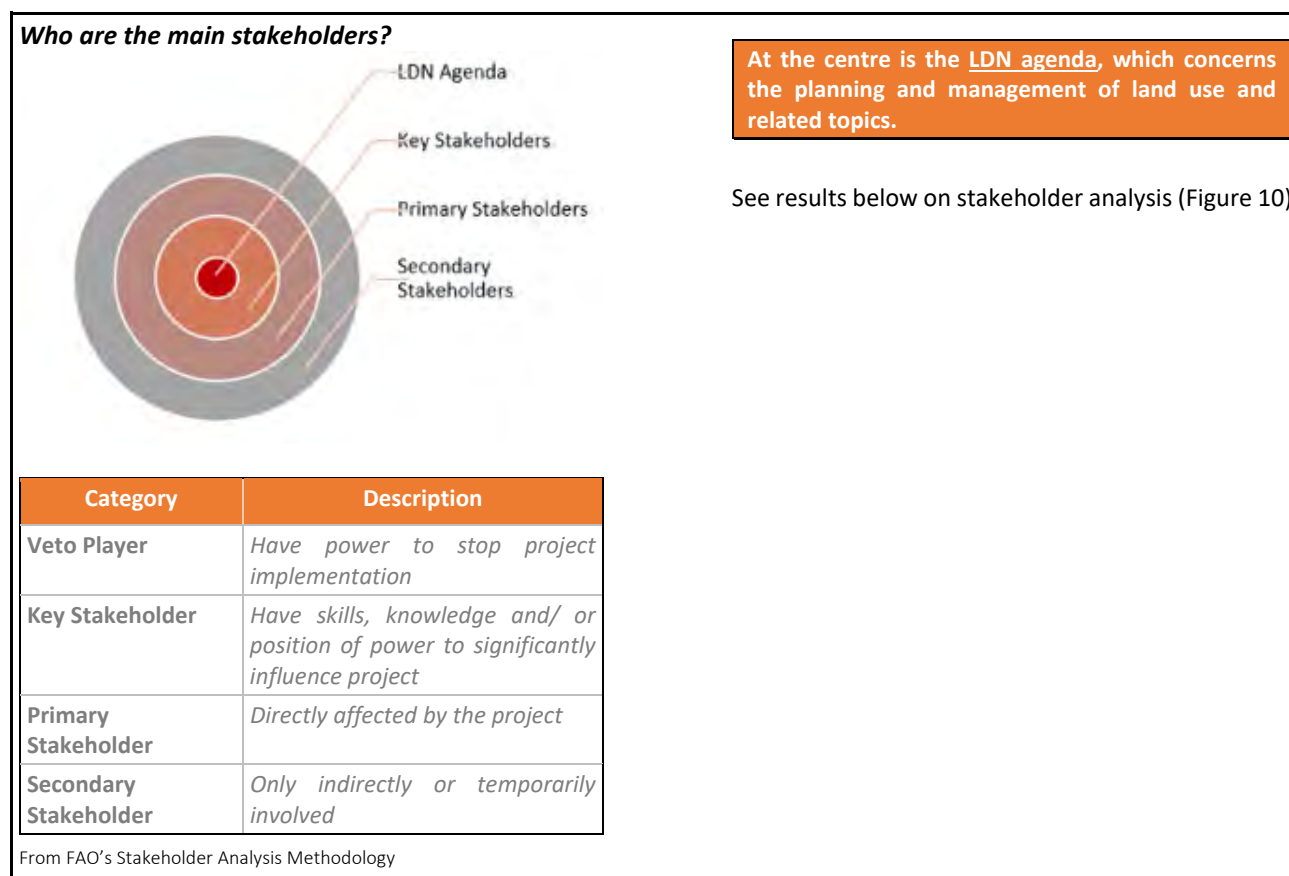 Who are the main stakeholders?
LDN Agenda
Key Stakeholders
Primary Stakeholders
Secondary
Stakeholders
At the centre is the LDN agenda, which concerns
the planning and management of land use and
related topics.
See results below on stakeholder analysis (Figure 10)
Category Description
Veto Player Have power to stop project
implementation
Key Stakeholder Have skills, knowledge and/ or
position of power to significantly
influence project
Primary Directly affected by the project
Stakeholder
Secondary Only indirectly or temporarily
Stakeholder involved
From FAO’s Stakeholder Analysis Methodology